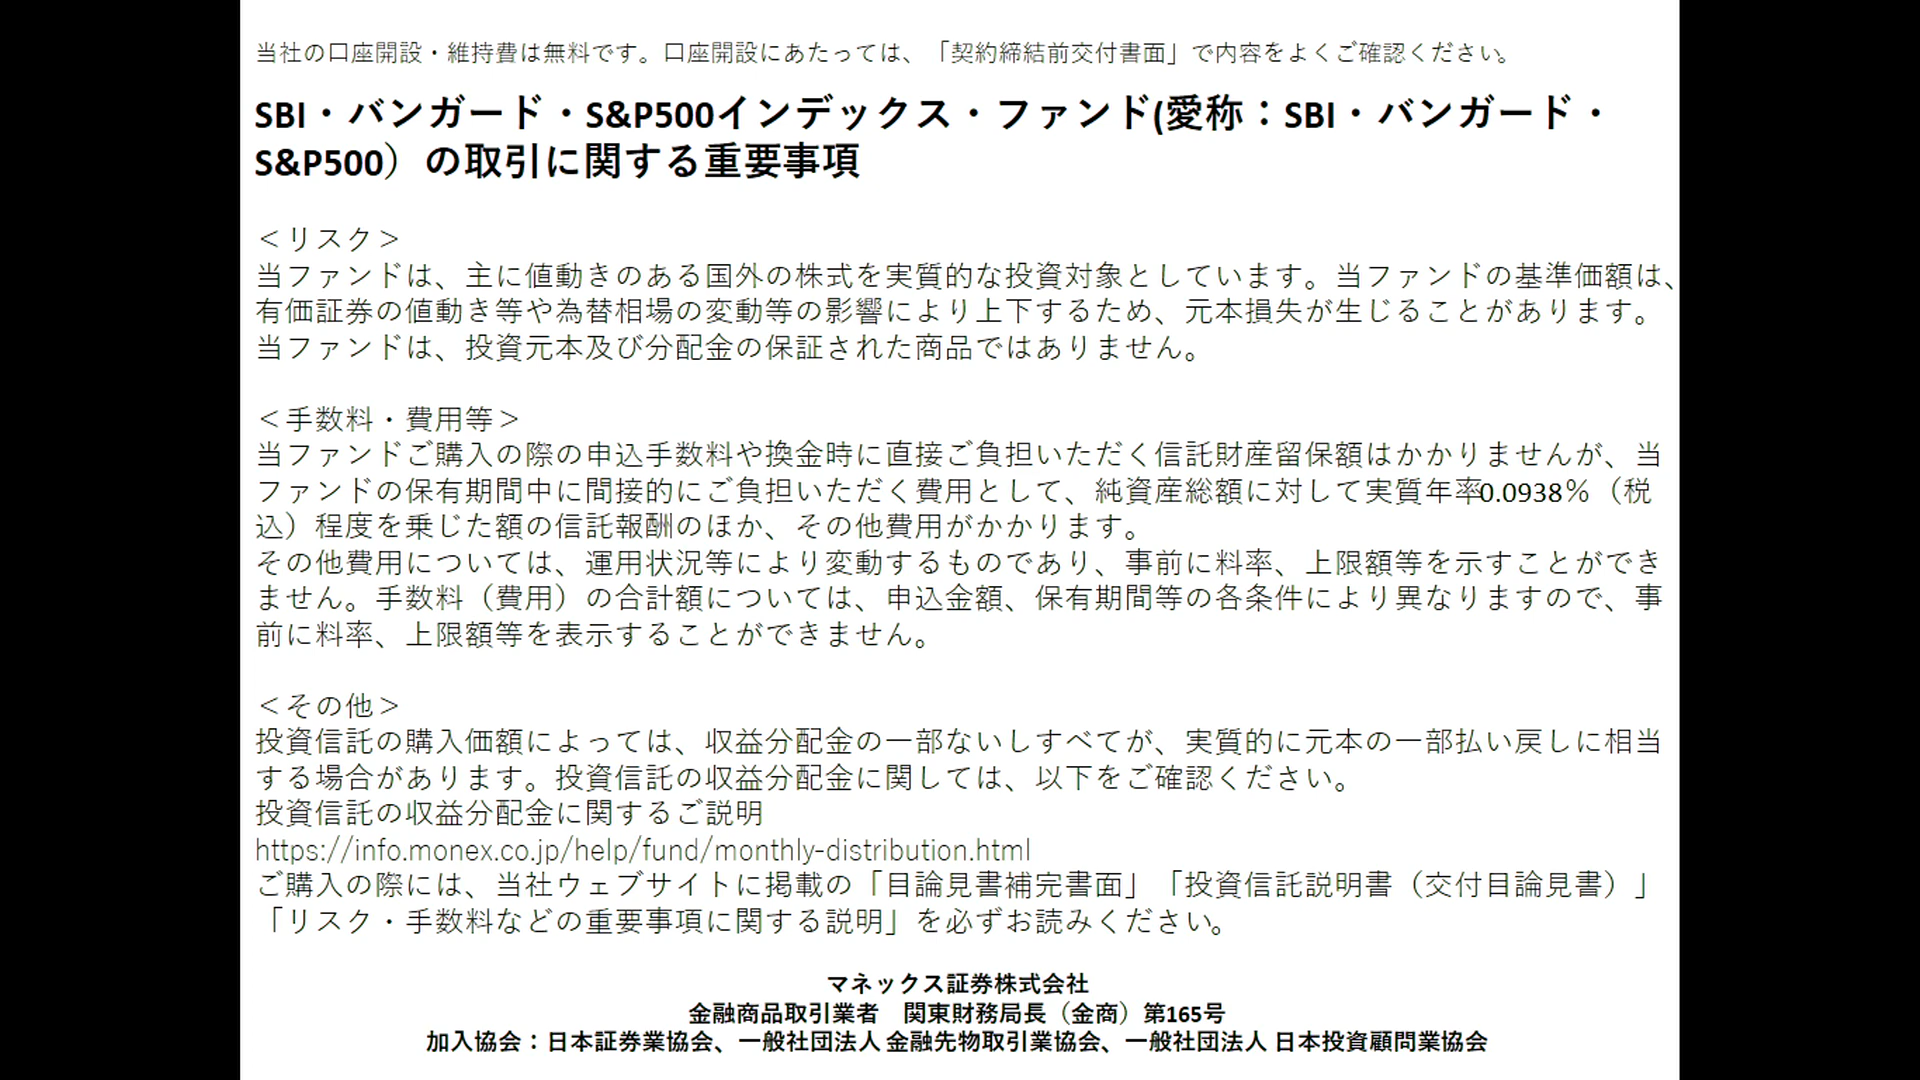 当社の口座開設・維持費は無料です。口座開設にあたっては、「契約締結前交付書面」で内容をよくご確認ください。
SBI・バンガード・S&P500インデックス・ファンド(愛称：SBI・バンガード・
S&P500）の取引に関する重要事項
＜リスク＞
当ファンドは、主に値動きのある国外の株式を実質的な投資対象としています。当ファンドの基準価額は、
有価証券の値動き等や為替相場の変動等の影響により上下するため、元本損失が生じることがあります。
当ファンドは、投資元本及び分配金の保証された商品ではありません。
＜手数料・費用等＞
当ファンドご購入の際の申込手数料や換金時に直接ご負担いただく信託財産留保額はかかりませんが、当
ファンドの保有期間中に間接的にご負担いただく費用として、純資産総額に対して実質年率0.0938％（税
込）程度を乗じた額の信託報酬のほか、その他費用がかかります。
その他費用については、運用状況等により変動するものであり、事前に料率、上限額等を示すことができ
ません。手数料（費用）の合計額については、申込金額、保有期間等の各条件により異なりますので、事
前に料率、上限額等を表示することができません。
＜その他＞
投資信託の購入価額によっては、収益分配金の一部ないしすべてが、実質的に元本の一部払い戻しに相当
する場合があります。投資信託の収益分配金に関しては、以下をご確認ください。
投資信託の収益分配金に関するご説明
https://info.monex.co.jp/help/fund/monthly-distribution.html
ご購入の際には、当社ウェブサイトに掲載の「目論見書補完書面」「投資信託説明書（交付目論見書）」
「リスク・手数料などの重要事項に関する説明」を必ずお読みください。
マネックス証券株式会社
金融商品取引業者　関東財務局長（金商）第165号
加入協会：日本証券業協会、一般社団法人 金融先物取引業協会、一般社団法人 日本投資顧問業協会